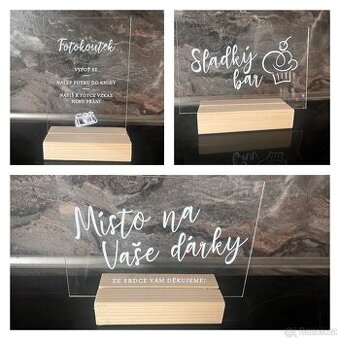 Fotokoutek
VYFOŤ SE
NALEP FOTKU DO KNIHY
NAPIŠ K FOTCE VZKAZ
NEBO PŘÁNÍ
Sladký
bar
Místo na
Vaše dárky
ZE SRDCE VÁM DĚKUJEME!